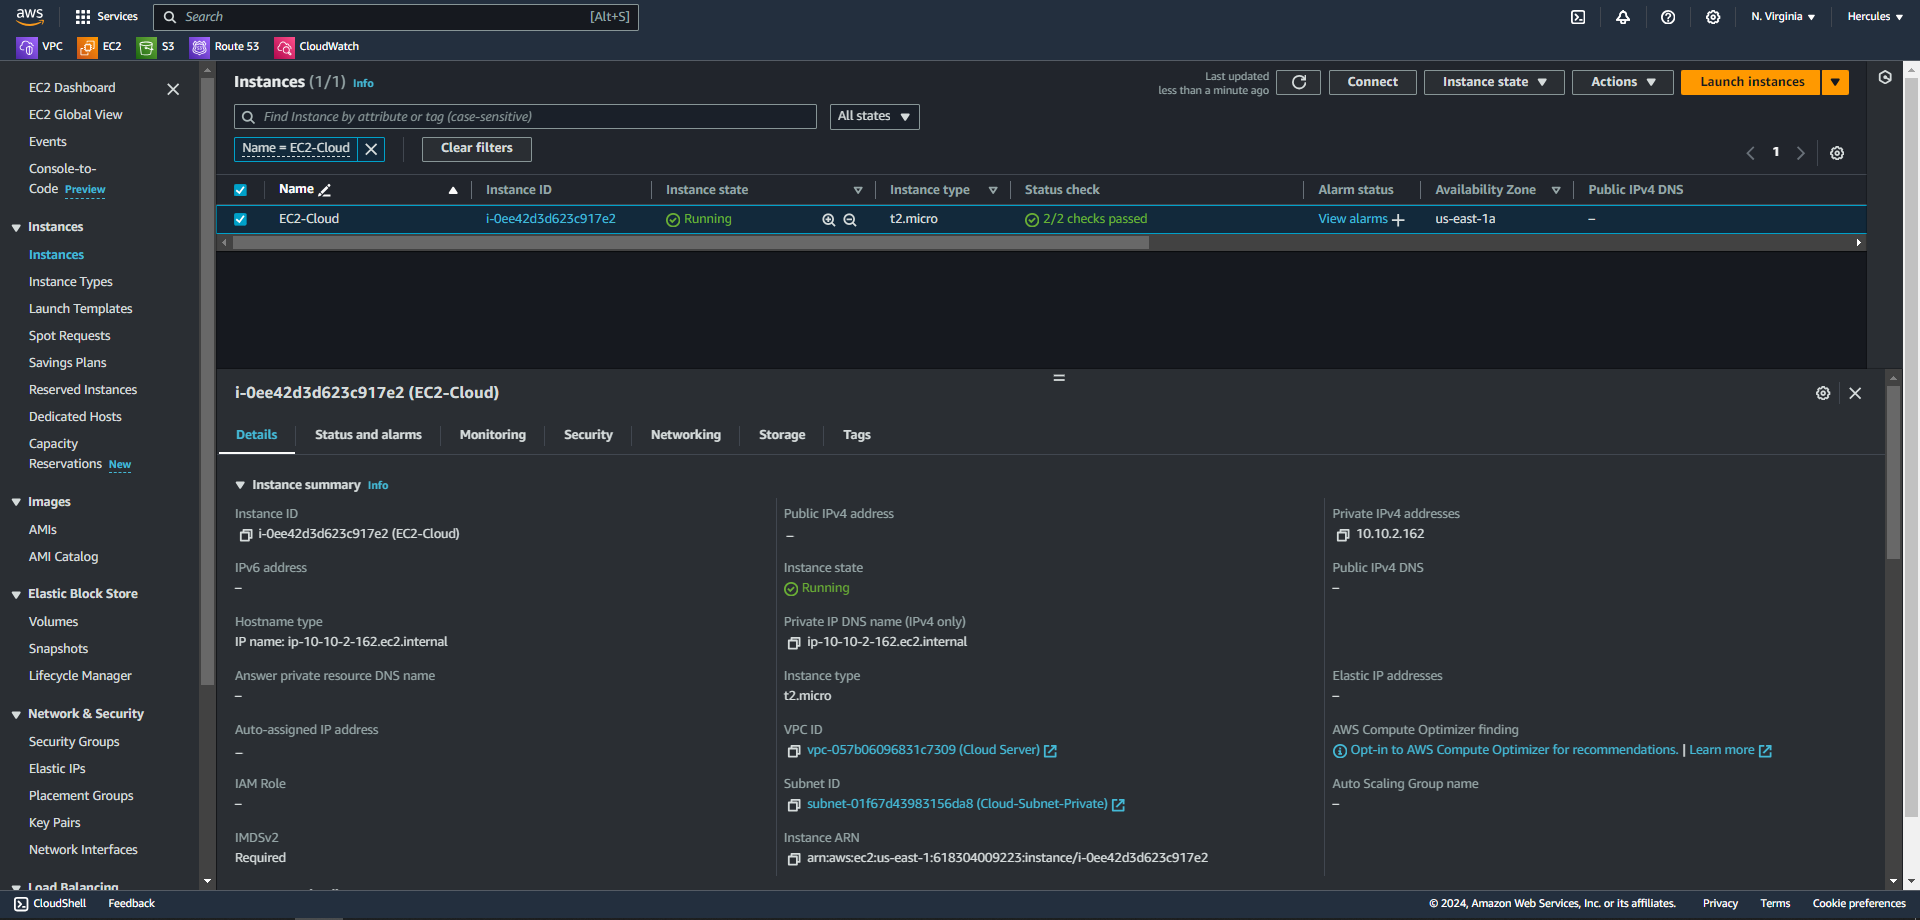 aws
Services
Search
[Alt+S]
N. Virginia
Hercules
VPC
EC2
S3
Route 53
CloudWatch
EC2 Dashboard
EC2 Global View
Events
Console-to-
Code Preview
Instances
Instances
Instance Types
Launch Templates
Spot Requests
Savings Plans
Reserved Instances
Dedicated Hosts
Capacity
Reservations New
Images
AMIs
AMI Catalog
Elastic Block Store
Volumes
Snapshots
Lifecycle Manager
Network & Security
Security Groups
Elastic IPs
Placement Groups
Key Pairs
Network Interfaces
Load Balancing
Instances (1/1) Info
Last updated
less than a minute ago
Connect
Instance state
Actions
Launch instances
Find Instance by attribute or tag (case-sensitive)
All states
Name = EC2-Cloud
Clear filters
1
Name
Instance ID
Instance state
Instance type
Status check
Alarm status
Availability Zone
Public IPv4 DNS
EC2-Cloud
i-0ee42d3d623c917e2
Running
t2.micro
2/2 checks passed
View alarms
us-east-1a
–
i-0ee42d3d623c917e2 (EC2-Cloud)
Details
Status and alarms
Monitoring
Security
Networking
Storage
Tags
Instance summary Info
Instance ID
i-0ee42d3d623c917e2 (EC2-Cloud)
Public IPv4 address
–
Private IPv4 addresses
10.10.2.162
IPv6 address
–
Instance state
Running
Public IPv4 DNS
–
Hostname type
IP name: ip-10-10-2-162.ec2.internal
Private IP DNS name (IPv4 only)
ip-10-10-2-162.ec2.internal
Answer private resource DNS name
–
Instance type
t2.micro
Elastic IP addresses
–
Auto-assigned IP address
–
VPC ID
vpc-057b06096831c7309 (Cloud Server)
AWS Compute Optimizer finding
Opt-in to AWS Compute Optimizer for recommendations. | Learn more
IAM Role
–
Subnet ID
subnet-01f67d43983156da8 (Cloud-Subnet-Private)
Auto Scaling Group name
–
IMDSv2
Required
Instance ARN
arn:aws:ec2:us-east-1:618304009223:instance/i-0ee42d3d623c917e2
CloudShell
Feedback
© 2024, Amazon Web Services, Inc. or its affiliates.
Privacy
Terms
Cookie preferences